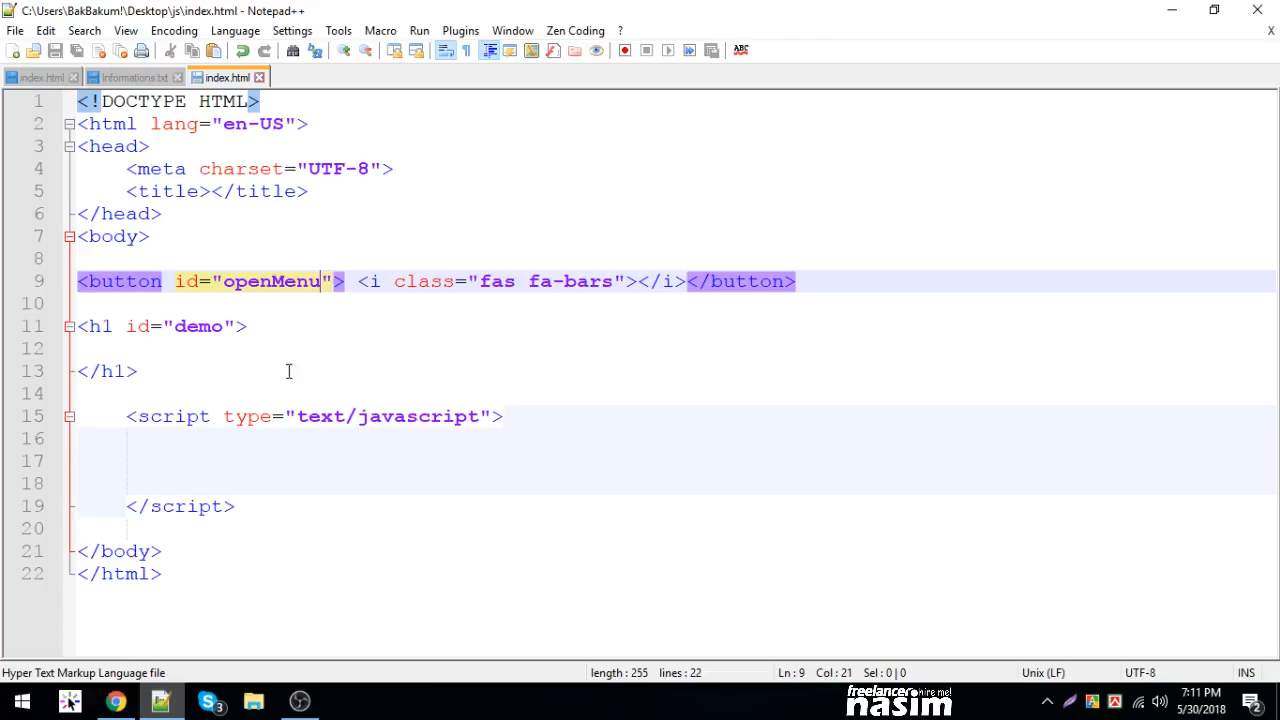 C:\Users\BakBakum!\Desktop\js\index.html - Notepad++
File Edit Search View Encoding Language Settings Tools Macro Run Plugins Window Zen Coding ? X
ABC
index.html Informations.txt index.html
1 <!DOCTYPE HTML>
2 <html lang="en-US">
3 <head>
4 <meta charset="UTF-8">
5 <title></title>
6 </head>
7 <body>
8
9 <button id="openMenu"> <i class="fas fa-bars"></i></button>
10
11 <h1 id="demo">
12
13 </h1>
14
15 <script type="text/javascript">
16
17
18
19 </script>
20
21 </body>
22 </html>
Hyper Text Markup Language file length : 255 lines : 22 Ln : 9 Col : 21 Sel : 0 | 0 Unix (LF) UTF-8 INS
freelancer hire me!
nasim
3
7:11 PM
5/30/2018
2